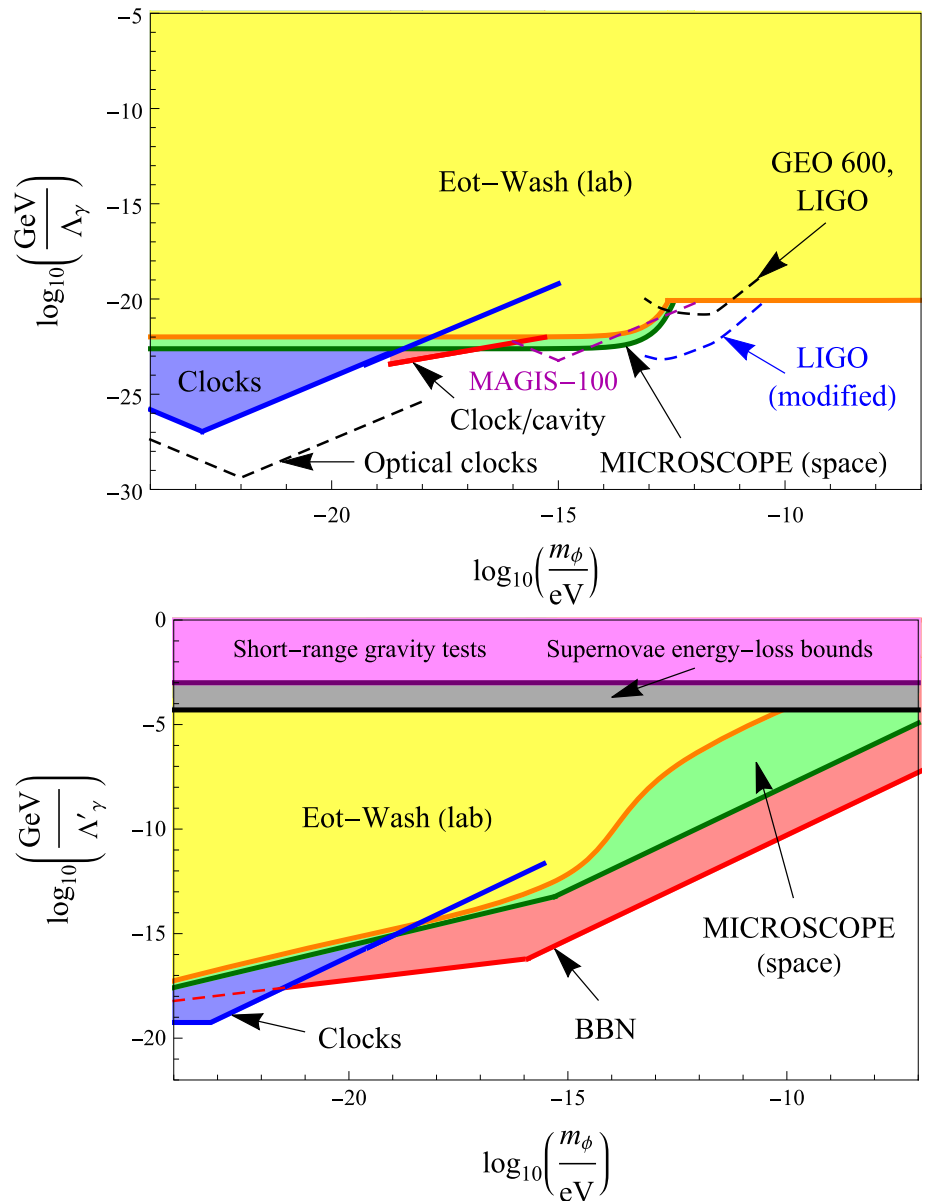 −5
−10
−15
−20
−25
−30
log10(GeV/Λγ)
Eot−Wash (lab)
GEO 600,
LIGO
Clocks
MAGIS−100
Clock/cavity
LIGO
(modified)
Optical clocks
MICROSCOPE (space)
−20
−15
−10
log10(mϕ/eV)
0
−5
−10
−15
−20
log10(GeV/Λ′γ)
Short−range gravity tests
Supernovae energy−loss bounds
Eot−Wash (lab)
MICROSCOPE
(space)
Clocks
BBN
−20
−15
−10
log10(mϕ/eV)